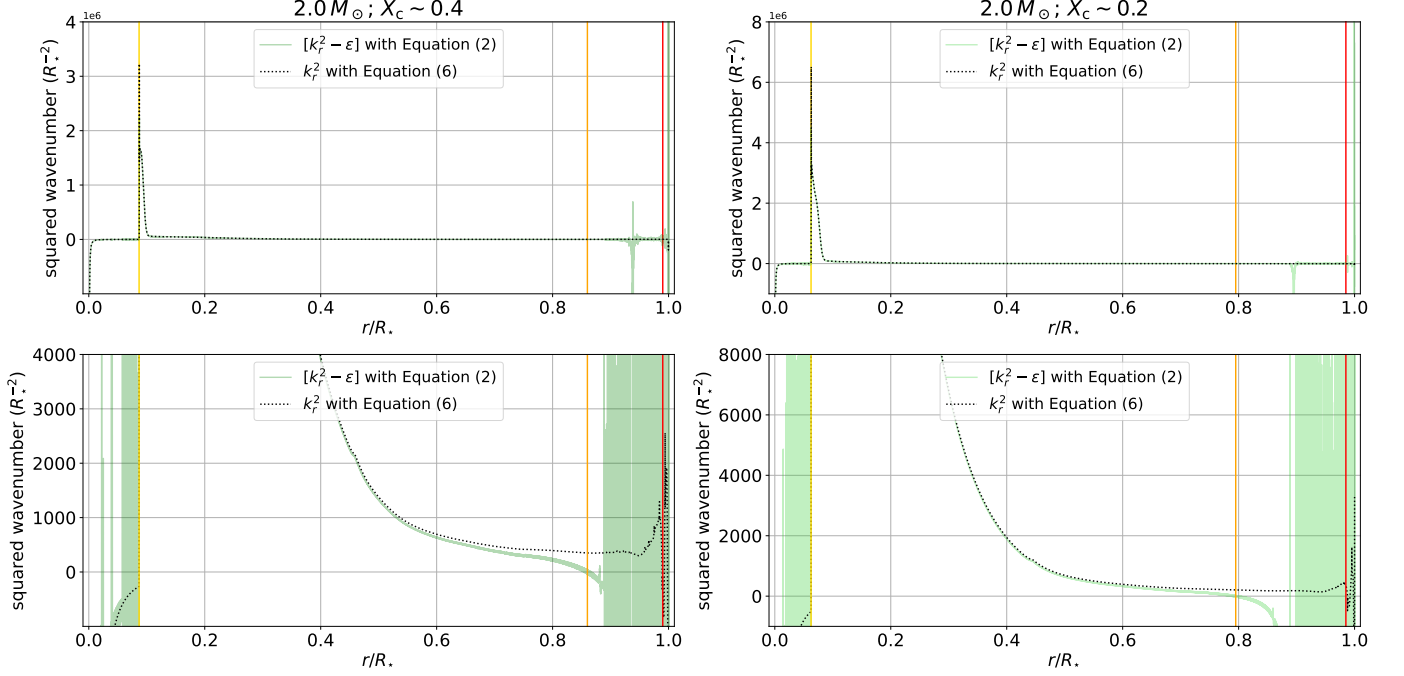 2.0 M⊙; Xc ~ 0.4
1e6
squared wavenumber (R⋆−2)
4
3
2
1
0
[kr2 − ε] with Equation (2)
kr2 with Equation (6)
0.0 0.2 0.4 0.6 0.8 1.0
r/R⋆
2.0 M⊙; Xc ~ 0.2
1e6
squared wavenumber (R⋆−2)
8
6
4
2
0
[kr2 − ε] with Equation (2)
kr2 with Equation (6)
0.0 0.2 0.4 0.6 0.8 1.0
r/R⋆
squared wavenumber (R⋆−2)
4000
3000
2000
1000
0
[kr2 − ε] with Equation (2)
kr2 with Equation (6)
0.0 0.2 0.4 0.6 0.8 1.0
r/R⋆
squared wavenumber (R⋆−2)
8000
6000
4000
2000
0
[kr2 − ε] with Equation (2)
kr2 with Equation (6)
0.0 0.2 0.4 0.6 0.8 1.0
r/R⋆